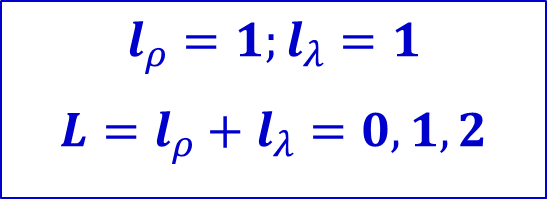 l_ρ = 1; l_λ = 1
L = l_ρ + l_λ = 0, 1, 2